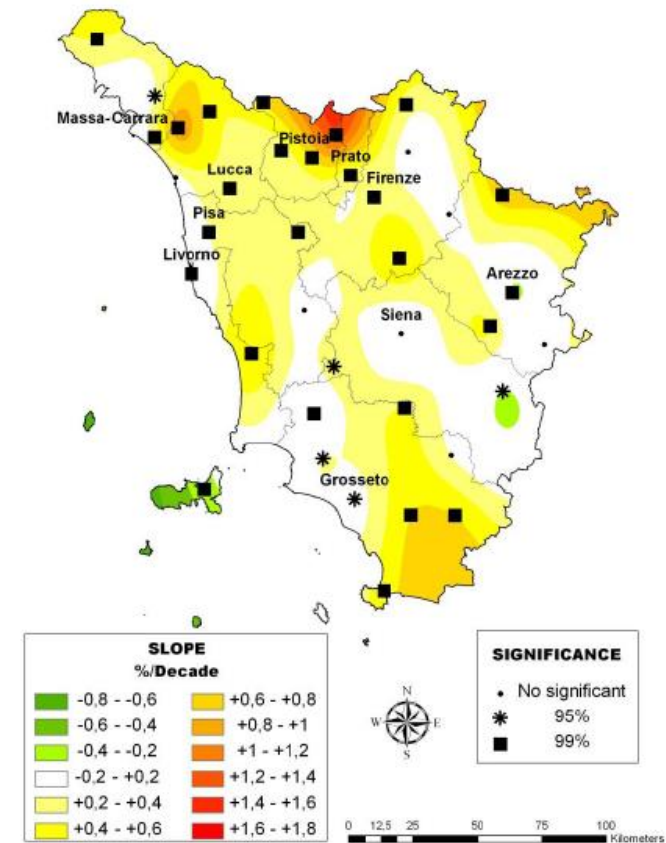 Massa-Carrara
Pistoia
Prato
Lucca
Firenze
Pisa
Livorno
Arezzo
Siena
Grosseto
SLOPE
%/Decade
-0,8 - -0,6
-0,6 - -0,4
-0,4 - -0,2
-0,2 - +0,2
+0,2 - +0,4
+0,4 - +0,6
+0,6 - +0,8
+0,8 - +1
+1 - +1,2
+1,2 - +1,4
+1,4 - +1,6
+1,6 - +1,8
N
W E
S
SIGNIFICANCE
No significant
95%
99%
0 12.5 25 50 75 100
Kilometers